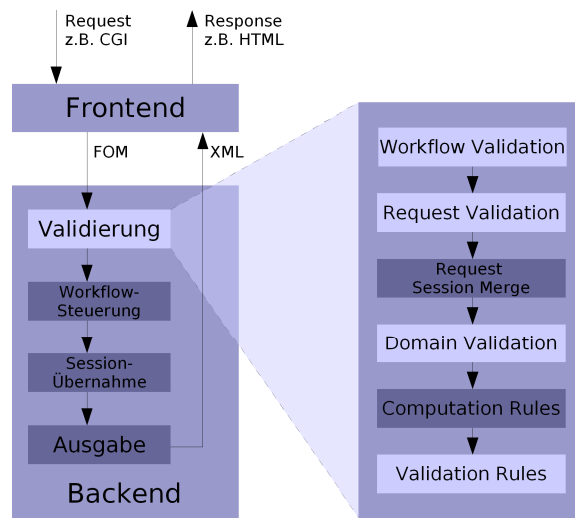 Request
z.B. CGI
Response
z.B. HTML
Frontend
FOM
XML
Validierung
Workflow-
Steuerung
Session-
Übernahme
Ausgabe
Backend
Workflow Validation
Request Validation
Request
Session Merge
Domain Validation
Computation Rules
Validation Rules